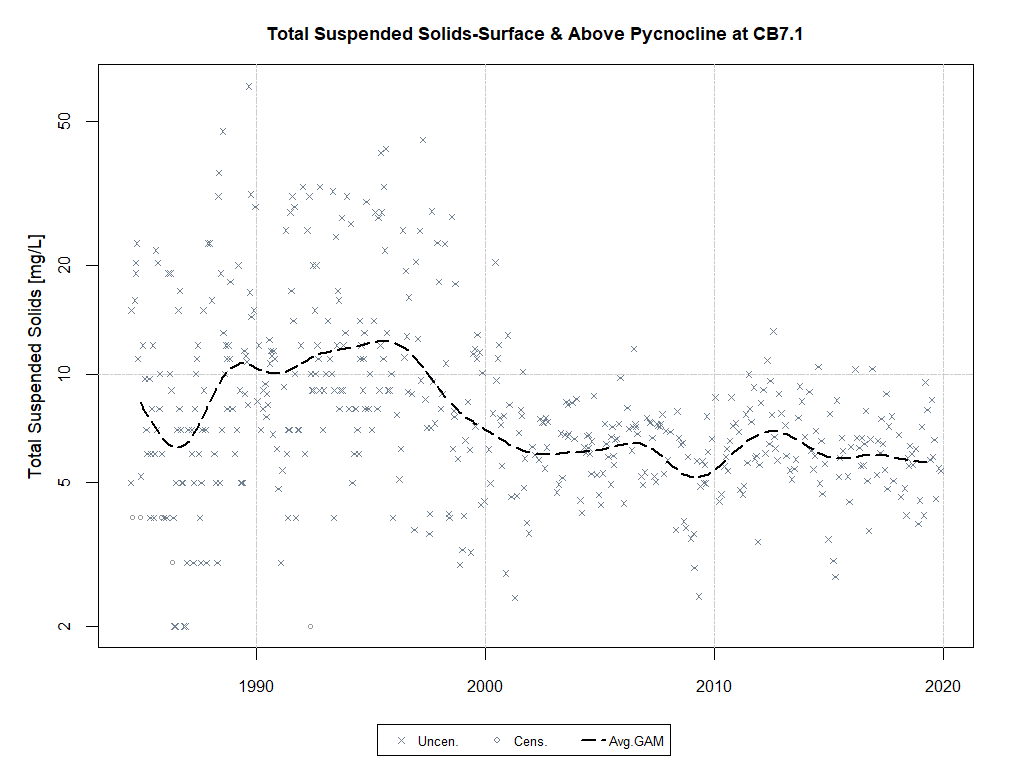 Total Suspended Solids-Surface & Above Pycnocline at CB7.1
Total Suspended Solids [mg/L]
50
20
10
5
2
1990 2000 2010 2020
Uncen. Cens. Avg.GAM